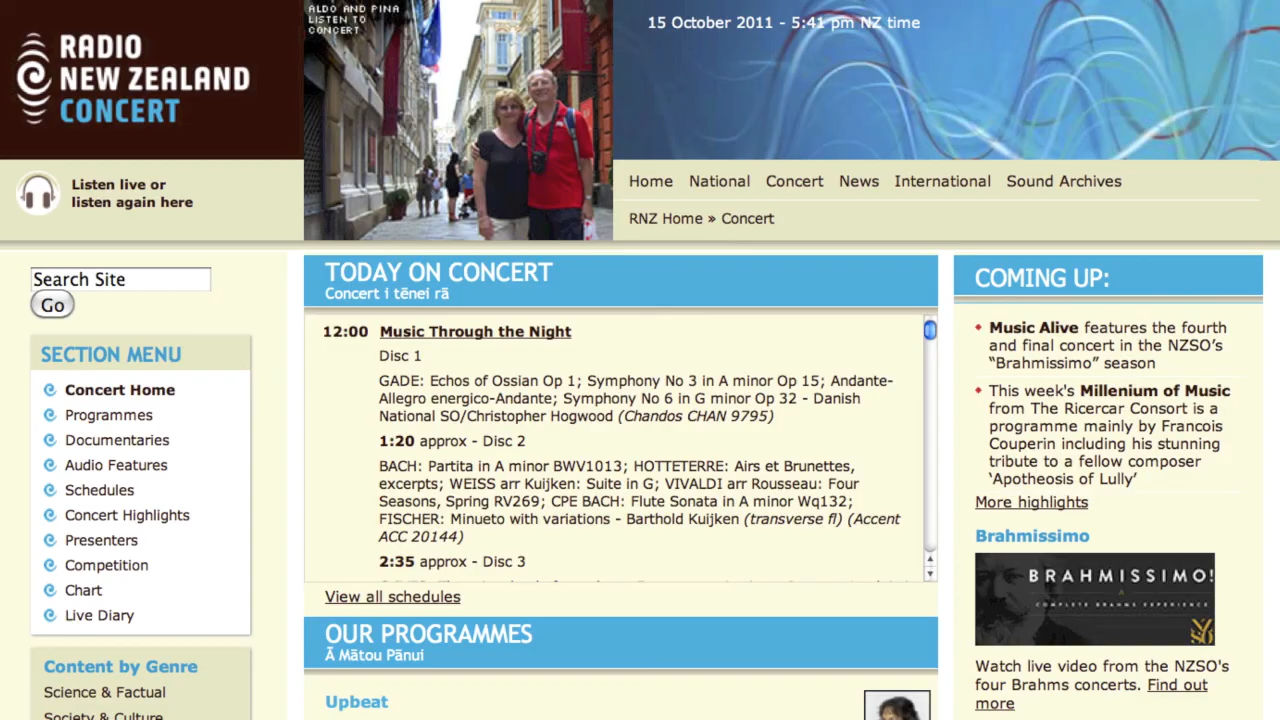 RADIO
NEW ZEALAND
CONCERT
ALDO AND PINA
LISTEN TO
CONCERT
15 October 2011 - 5:41 pm NZ time
Listen live or
listen again here
Home National Concert News International Sound Archives
RNZ Home » Concert
Search Site
Go
SECTION MENU
Concert Home
Programmes
Documentaries
Audio Features
Schedules
Concert Highlights
Presenters
Competition
Chart
Live Diary
Content by Genre
Science & Factual
Society & Culture
TODAY ON CONCERT
Concert i tēnei rā
12:00 Music Through the Night
Disc 1
GADE: Echos of Ossian Op 1; Symphony No 3 in A minor Op 15; Andante-
Allegro energico-Andante; Symphony No 6 in G minor Op 32 - Danish
National SO/Christopher Hogwood (Chandos CHAN 9795)
1:20 approx - Disc 2
BACH: Partita in A minor BWV1013; HOTTETERRE: Airs et Brunettes,
excerpts; WEISS arr Kuijken: Suite in G; VIVALDI arr Rousseau: Four
Seasons, Spring RV269; CPE BACH: Flute Sonata in A minor Wq132;
FISCHER: Minueto with variations - Barthold Kuijken (transverse fl) (Accent
ACC 20144)
2:35 approx - Disc 3
View all schedules
OUR PROGRAMMES
Ā Mātou Pānui
Upbeat
COMING UP:
Music Alive features the fourth
and final concert in the NZSO’s
“Brahmissimo” season
This week's Millenium of Music
from The Ricercar Consort is a
programme mainly by Francois
Couperin including his stunning
tribute to a fellow composer
‘Apotheosis of Lully’
More highlights
Brahmissimo
BRAHMISSIMO!
A
COMPLETE BRAHMS EXPERIENCE
Watch live video from the NZSO's
four Brahms concerts. Find out
more